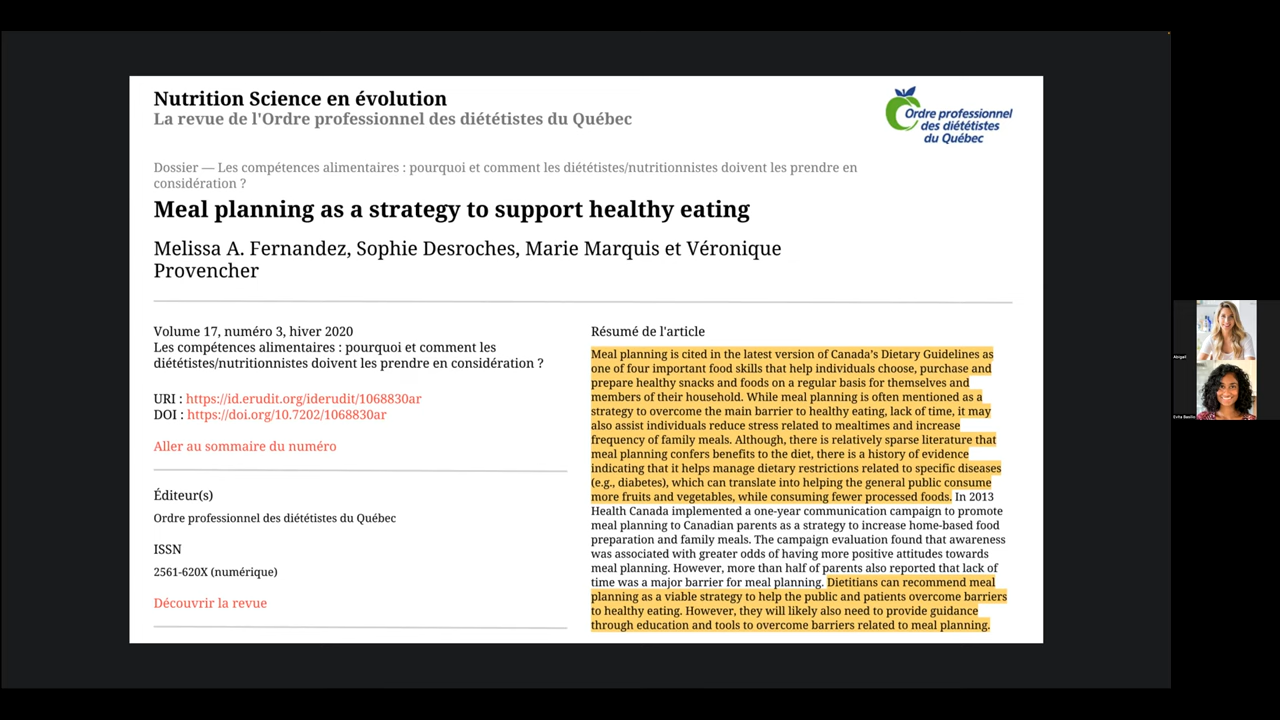 Nutrition Science en évolution
La revue de l'Ordre professionnel des diététistes du Québec
Ordre professionnel
des diététistes
du Québec
Dossier — Les compétences alimentaires : pourquoi et comment les diététistes/nutritionnistes doivent les prendre en
considération ?
Meal planning as a strategy to support healthy eating
Melissa A. Fernandez, Sophie Desroches, Marie Marquis et Véronique
Provencher
Volume 17, numéro 3, hiver 2020
Les compétences alimentaires : pourquoi et comment les
diététistes/nutritionnistes doivent les prendre en considération ?
URI : https://id.erudit.org/iderudit/1068830ar
DOI : https://doi.org/10.7202/1068830ar
Aller au sommaire du numéro
Éditeur(s)
Ordre professionnel des diététistes du Québec
ISSN
2561-620X (numérique)
Découvrir la revue
Résumé de l'article
Meal planning is cited in the latest version of Canada's Dietary Guidelines as
one of four important food skills that help individuals choose, purchase and
prepare healthy snacks and foods on a regular basis for themselves and
members of their household. While meal planning is often mentioned as a
strategy to overcome the main barrier to healthy eating, lack of time, it may
also assist individuals reduce stress related to mealtimes and increase
frequency of family meals. Although, there is relatively sparse literature that
meal planning confers benefits to the diet, there is a history of evidence
indicating that it helps manage dietary restrictions related to specific diseases
(e.g., diabetes), which can translate into helping the general public consume
more fruits and vegetables, while consuming fewer processed foods. In 2013
Health Canada implemented a one-year communication campaign to promote
meal planning to Canadian parents as a strategy to increase home-based food
preparation and family meals. The campaign evaluation found that awareness
was associated with greater odds of having more positive attitudes towards
meal planning. However, more than half of parents also reported that lack of
time was a major barrier for meal planning. Dietitians can recommend meal
planning as a viable strategy to help the public and patients overcome barriers
to healthy eating. However, they will likely also need to provide guidance
through education and tools to overcome barriers related to meal planning.
Abigail
Evita Basilio